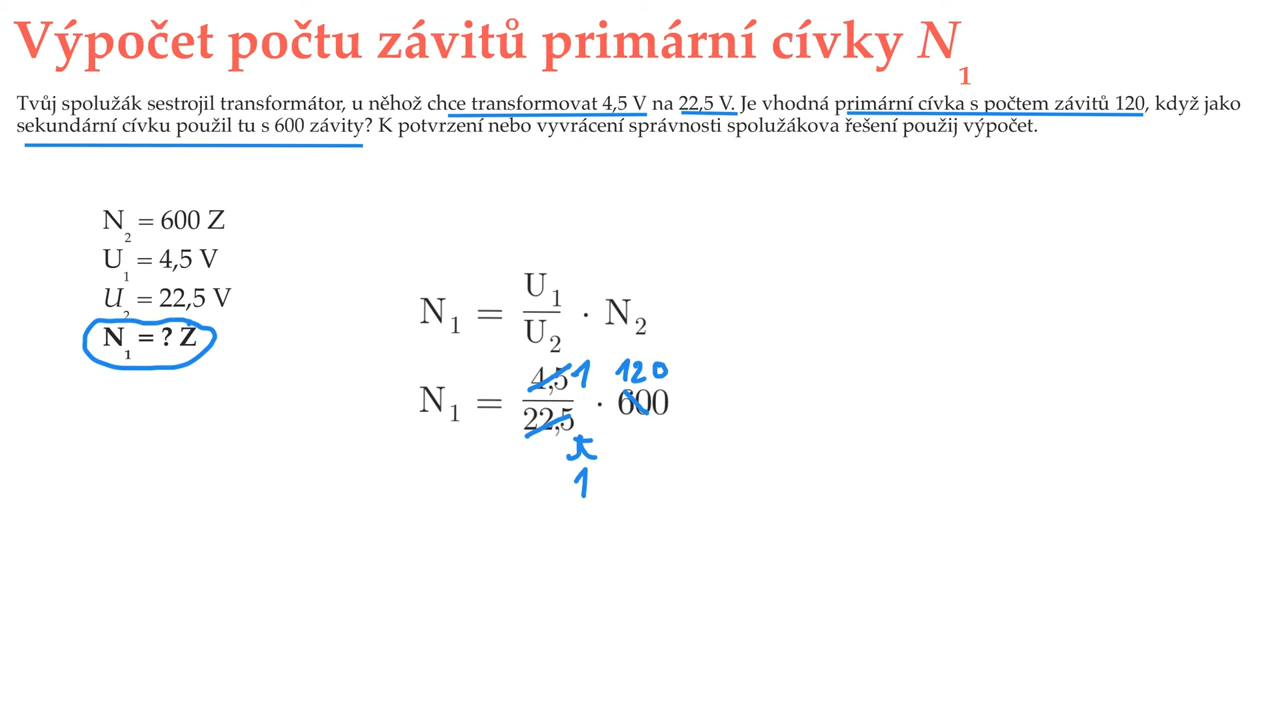 Výpočet počtu závitů primární cívky N₁
Tvůj spolužák sestrojil transformátor, u něhož chce transformovat 4,5 V na 22,5 V. Je vhodná primární cívka s počtem závitů 120, když jako
sekundární cívku použil tu s 600 závity? K potvrzení nebo vyvrácení správnosti spolužákova řešení použij výpočet.
N₂ = 600 Z
U₁ = 4,5 V
U₂ = 22,5 V
N₁ = ? Z
N₁ = U₁/U₂ · N₂
1 120
N₁ = 4,5/22,5 · 600
1